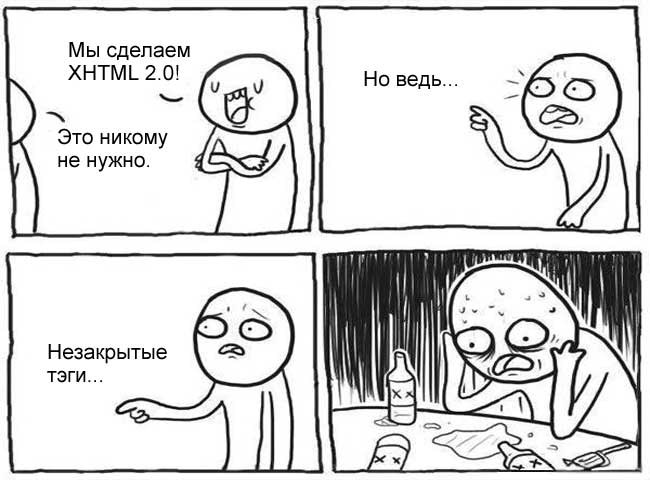 Мы сделаем
XHTML 2.0!
Это никому
не нужно.
Но ведь...
Незакрытые
тэги...